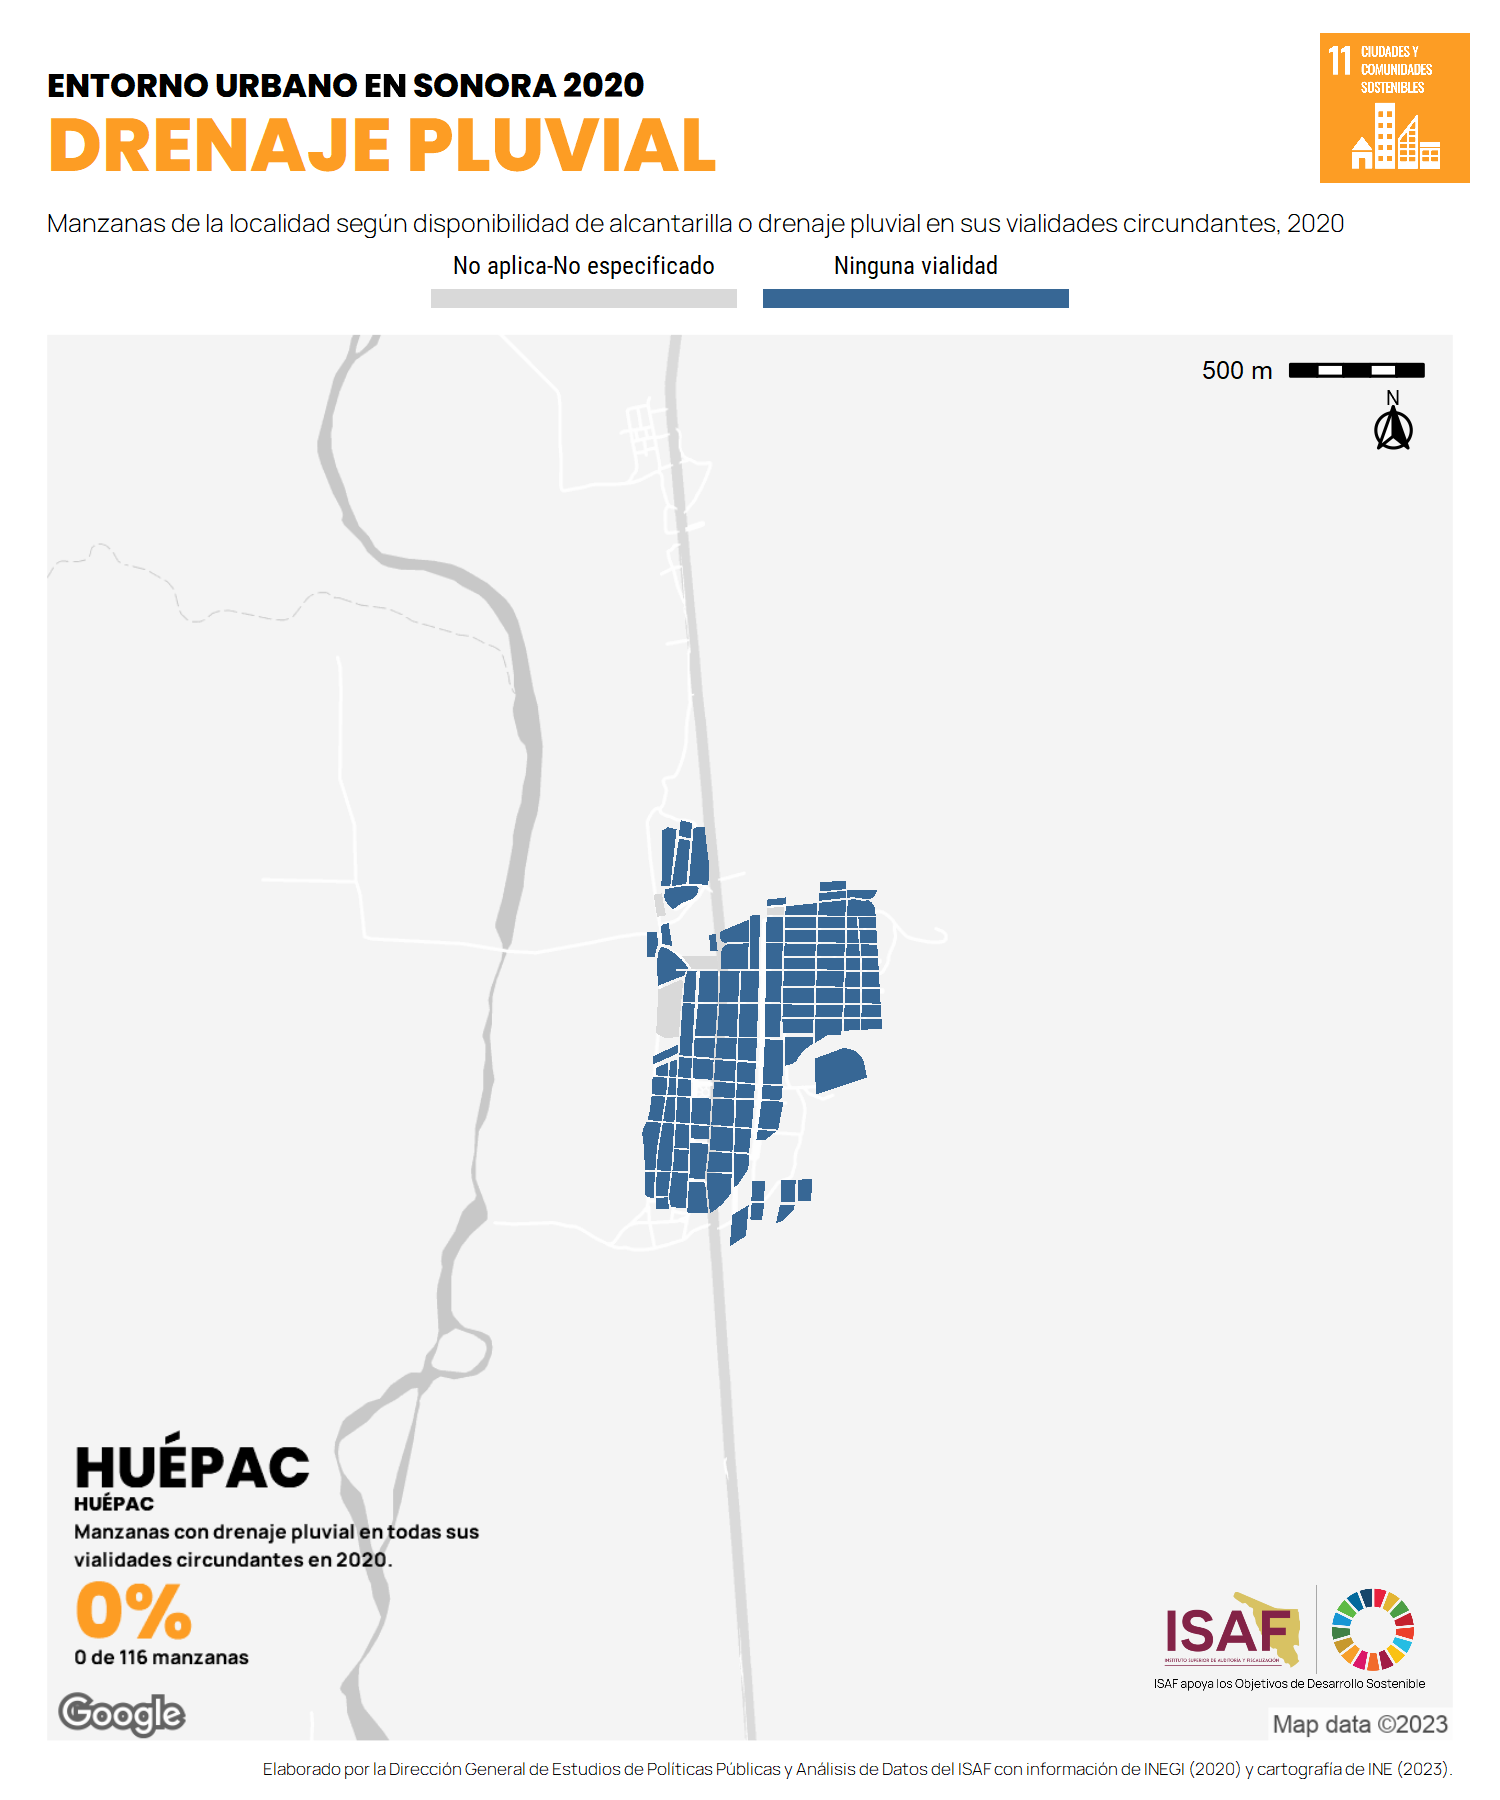 ENTORNO URBANO EN SONORA 2020
DRENAJE PLUVIAL
11 CIUDADES Y
COMUNIDADES
SOSTENIBLES
Manzanas de la localidad según disponibilidad de alcantarilla o drenaje pluvial en sus vialidades circundantes, 2020
No aplica-No especificado
Ninguna vialidad
500 m
N
HUÉPAC
HUÉPAC
Manzanas con drenaje pluvial en todas sus
vialidades circundantes en 2020.
0%
0 de 116 manzanas
Google
ISAF
INSTITUTO SUPERIOR DE AUDITORÍA Y FISCALIZACIÓN
ISAF apoya los Objetivos de Desarrollo Sostenible
Map data ©2023
Elaborado por la Dirección General de Estudios de Políticas Públicas y Análisis de Datos del ISAF con información de INEGI (2020) y cartografía de INE (2023).